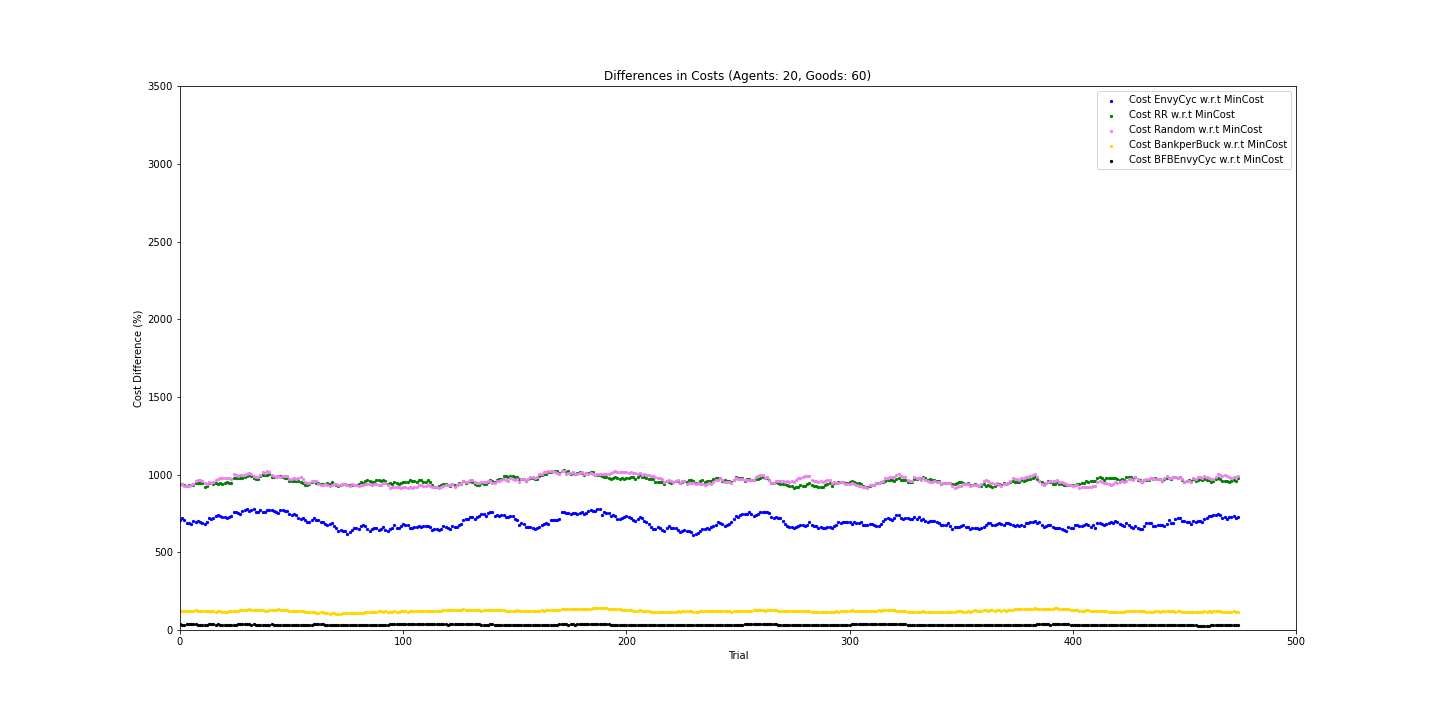 Differences in Costs (Agents: 20, Goods: 60)
3500
3000
2500
2000
1500
1000
500
0
Cost Difference (%)
Cost EnvyCyc w.r.t MinCost
Cost RR w.r.t MinCost
Cost Random w.r.t MinCost
Cost BankperBuck w.r.t MinCost
Cost BFBEnvyCyc w.r.t MinCost
0 100 200 300 400 500
Trial